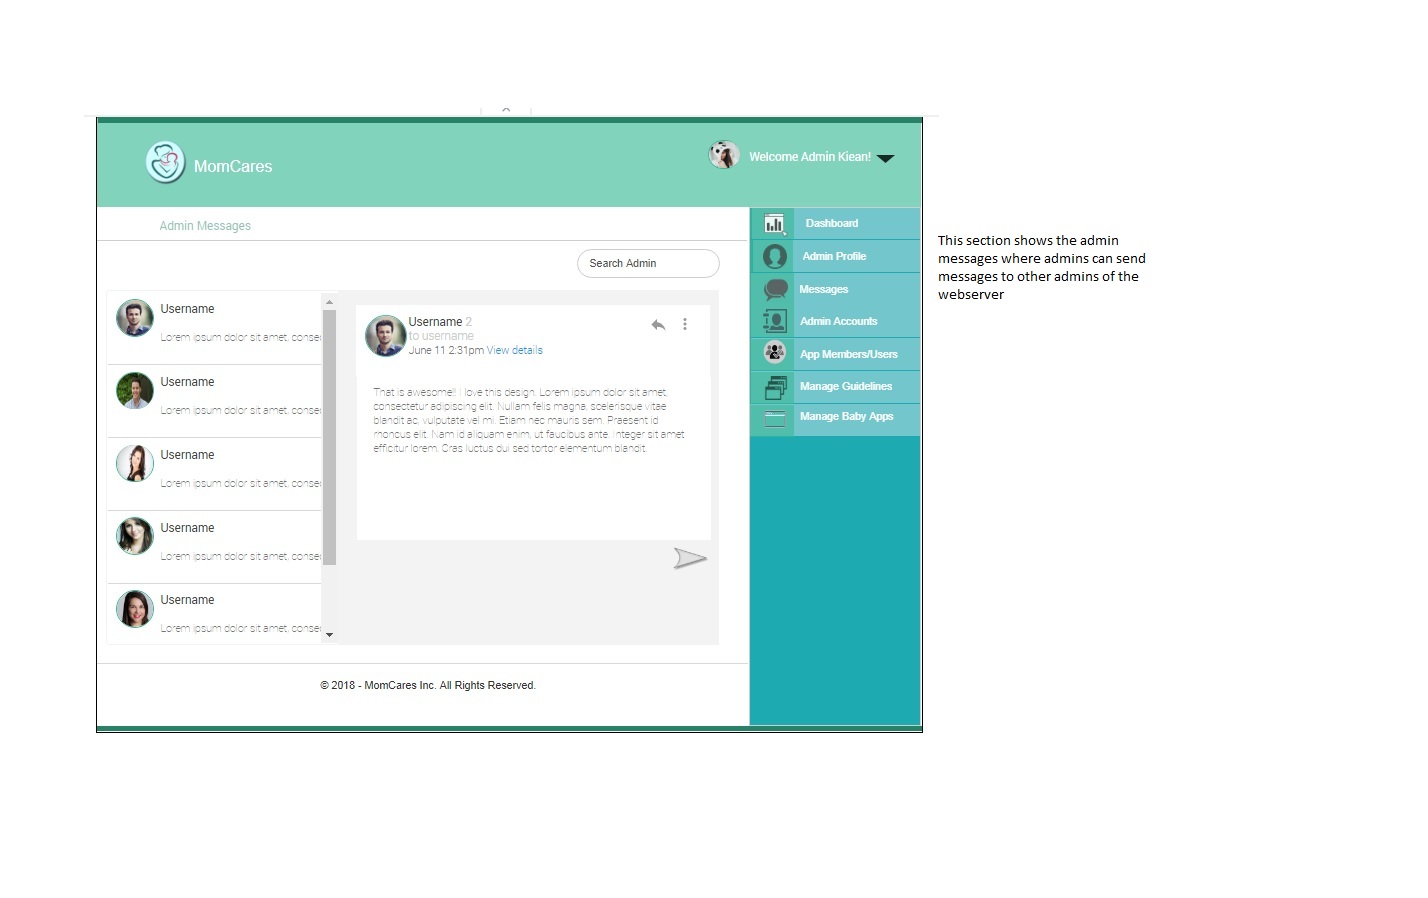 MomCares
Welcome Admin Kiean!
Admin Messages
Search Admin
Username
Lorem ipsum dolor sit amet, consec
Username
Lorem ipsum dolor sit amet, consec
Username
Lorem ipsum dolor sit amet, consec
Username
Lorem ipsum dolor sit amet, consec
Username
Lorem ipsum dolor sit amet, consec
Username 2
to username
June 11 2:31pm View details
That is awesome!! I love this design. Lorem ipsum dolor sit amet,
consectetur adipiscing elit. Nullam felis magna, scelerisque vitae
blandit ac, vulputate vel mi. Etiam nec mauris sem. Praesent id
rhoncus elit. Nam id aliquam enim, ut faucibus ante. Integer sit amet
efficitur lorem. Cras luctus dui sed tortor elementum blandit.
Dashboard
Admin Profile
Messages
Admin Accounts
App Members/Users
Manage Guidelines
Manage Baby Apps
© 2018 - MomCares Inc. All Rights Reserved.
This section shows the admin
messages where admins can send
messages to other admins of the
webserver